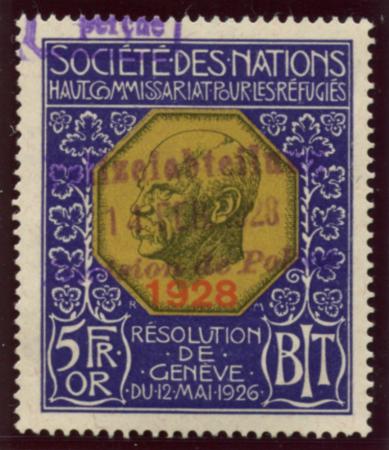 SOCIÉTÉ·DES·NATIONS
HAUT COMMISSARIAT POUR LES RÉFUGIÉS
1928
R M
5 FR. OR
RÉSOLUTION
DE
GENÈVE
·DU·12·MAI·1926·
BIT